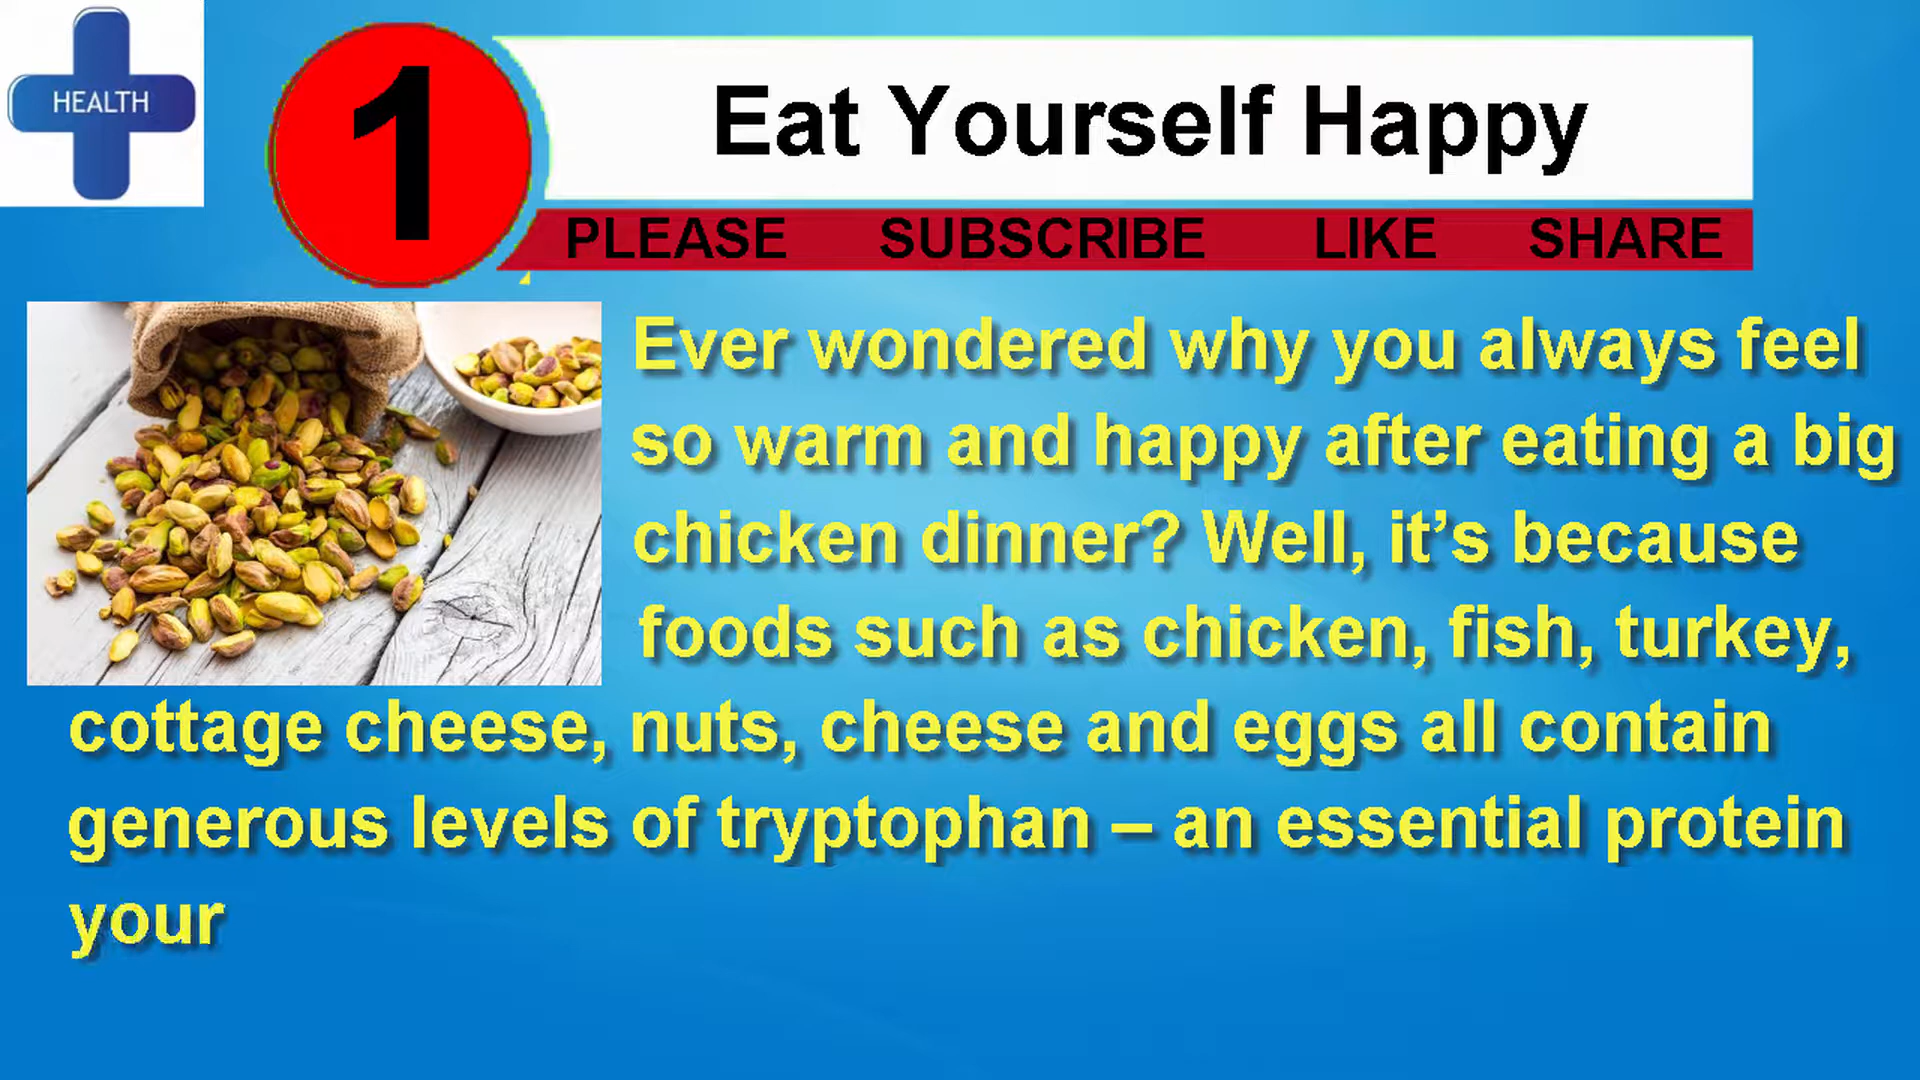 HEALTH
1
Eat Yourself Happy
PLEASE SUBSCRIBE LIKE SHARE
Ever wondered why you always feel
so warm and happy after eating a big
chicken dinner? Well, it’s because
foods such as chicken, fish, turkey,
cottage cheese, nuts, cheese and eggs all contain
generous levels of tryptophan – an essential protein
your